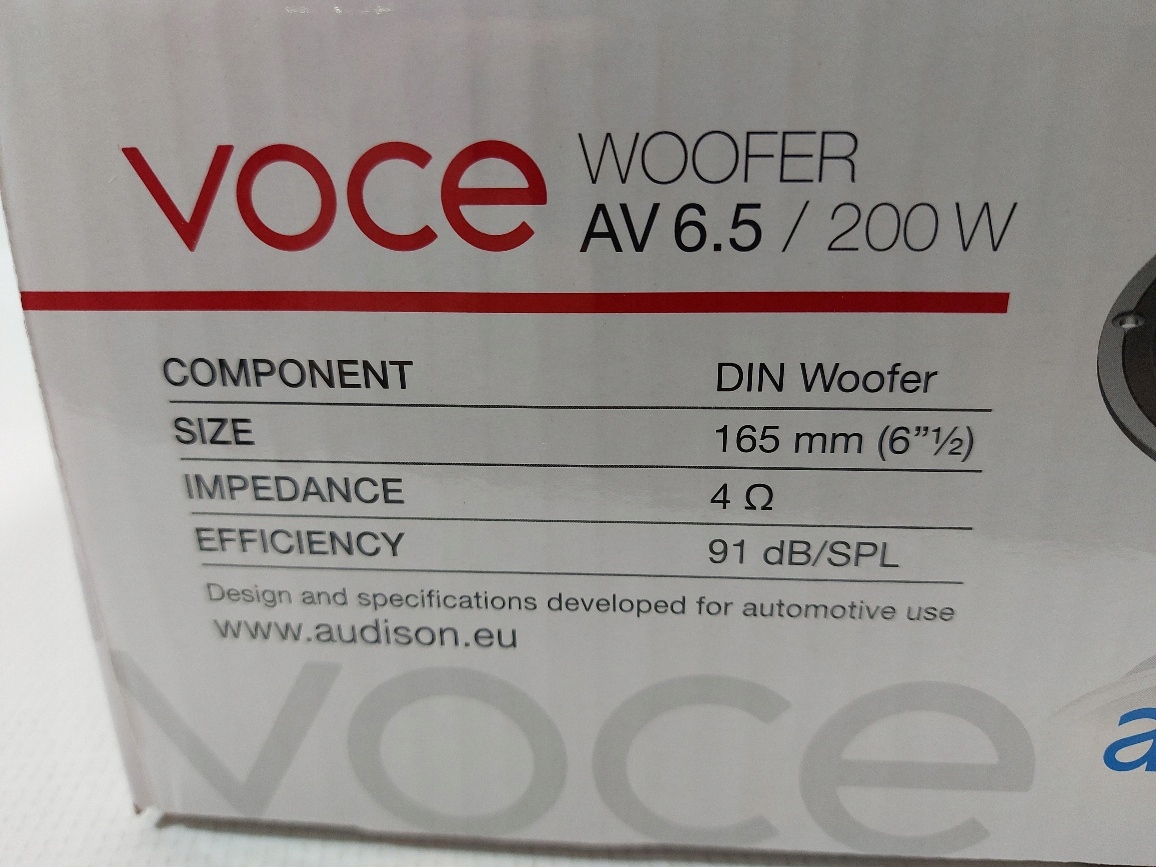 voce WOOFER
AV 6.5 / 200 W
COMPONENT DIN Woofer
SIZE 165 mm (6”½)
IMPEDANCE 4 Ω
EFFICIENCY 91 dB/SPL
Design and specifications developed for automotive use
www.audison.eu
voce
a